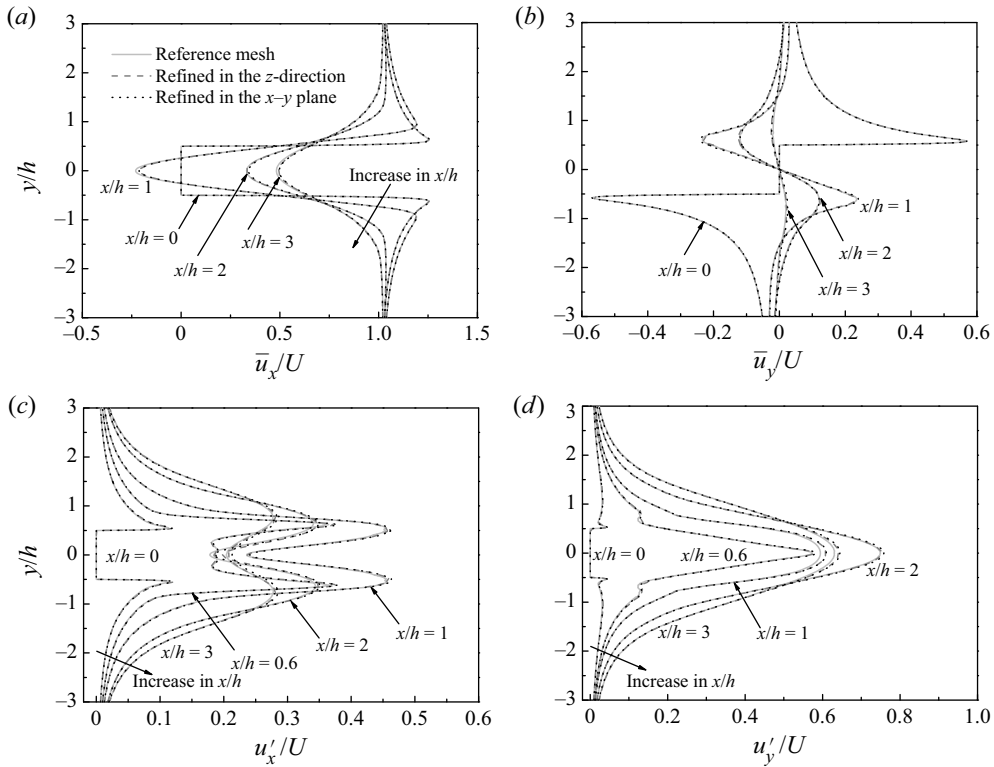 (a)
3
2
1
0
−1
−2
−3
y/h
Reference mesh
Refined in the z-direction
Refined in the x–y plane
x/h = 1
x/h = 0
x/h = 2
x/h = 3
Increase in x/h
−0.5
0
0.5
1.0
1.5
u̅x/U
(b)
3
2
1
0
−1
−2
−3
x/h = 1
x/h = 2
x/h = 0
x/h = 3
−0.6
−0.4
−0.2
0
0.2
0.4
0.6
u̅y/U
(c)
3
2
1
0
−1
−2
−3
y/h
x/h = 0
x/h = 1
x/h = 2
x/h = 3
x/h = 0.6
Increase in x/h
0
0.1
0.2
0.3
0.4
0.5
0.6
u′x/U
(d)
3
2
1
0
−1
−2
−3
x/h = 0
x/h = 0.6
x/h = 2
x/h = 3
x/h = 1
Increase in x/h
0
0.2
0.4
0.6
0.8
1.0
u′y/U